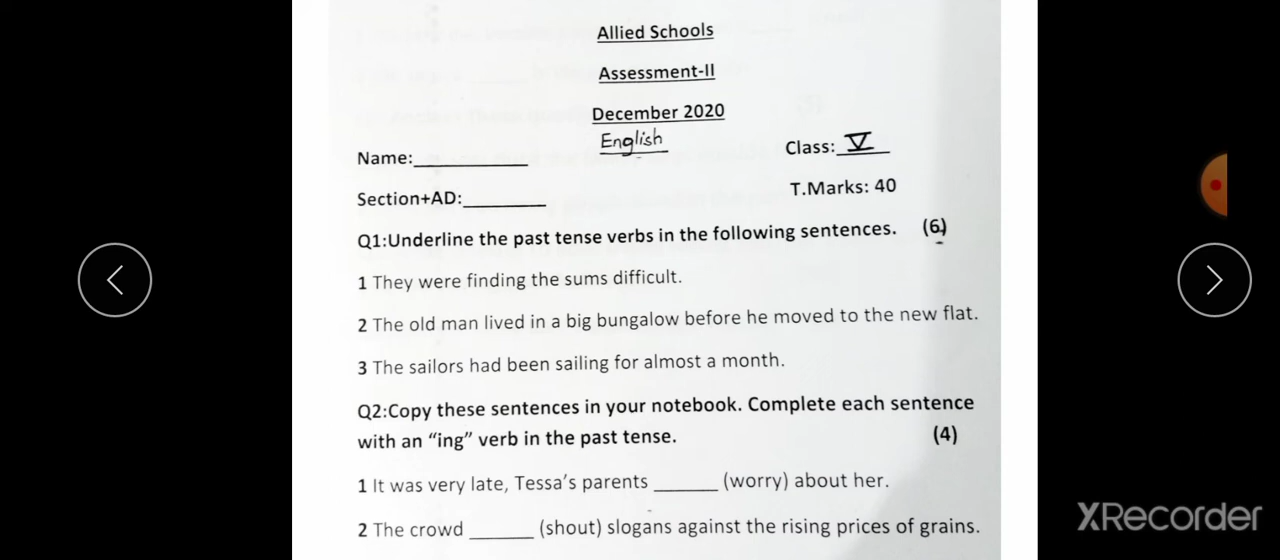 Allied Schools
Assessment-II
December 2020
English
Name:__________ Class: V
Section+AD:________ T.Marks: 40
Q1:Underline the past tense verbs in the following sentences. (6)
1 They were finding the sums difficult.
2 The old man lived in a big bungalow before he moved to the new flat.
3 The sailors had been sailing for almost a month.
Q2:Copy these sentences in your notebook. Complete each sentence
with an “ing” verb in the past tense. (4)
1 It was very late, Tessa’s parents ______ (worry) about her.
2 The crowd ______ (shout) slogans against the rising prices of grains.
XRecorder